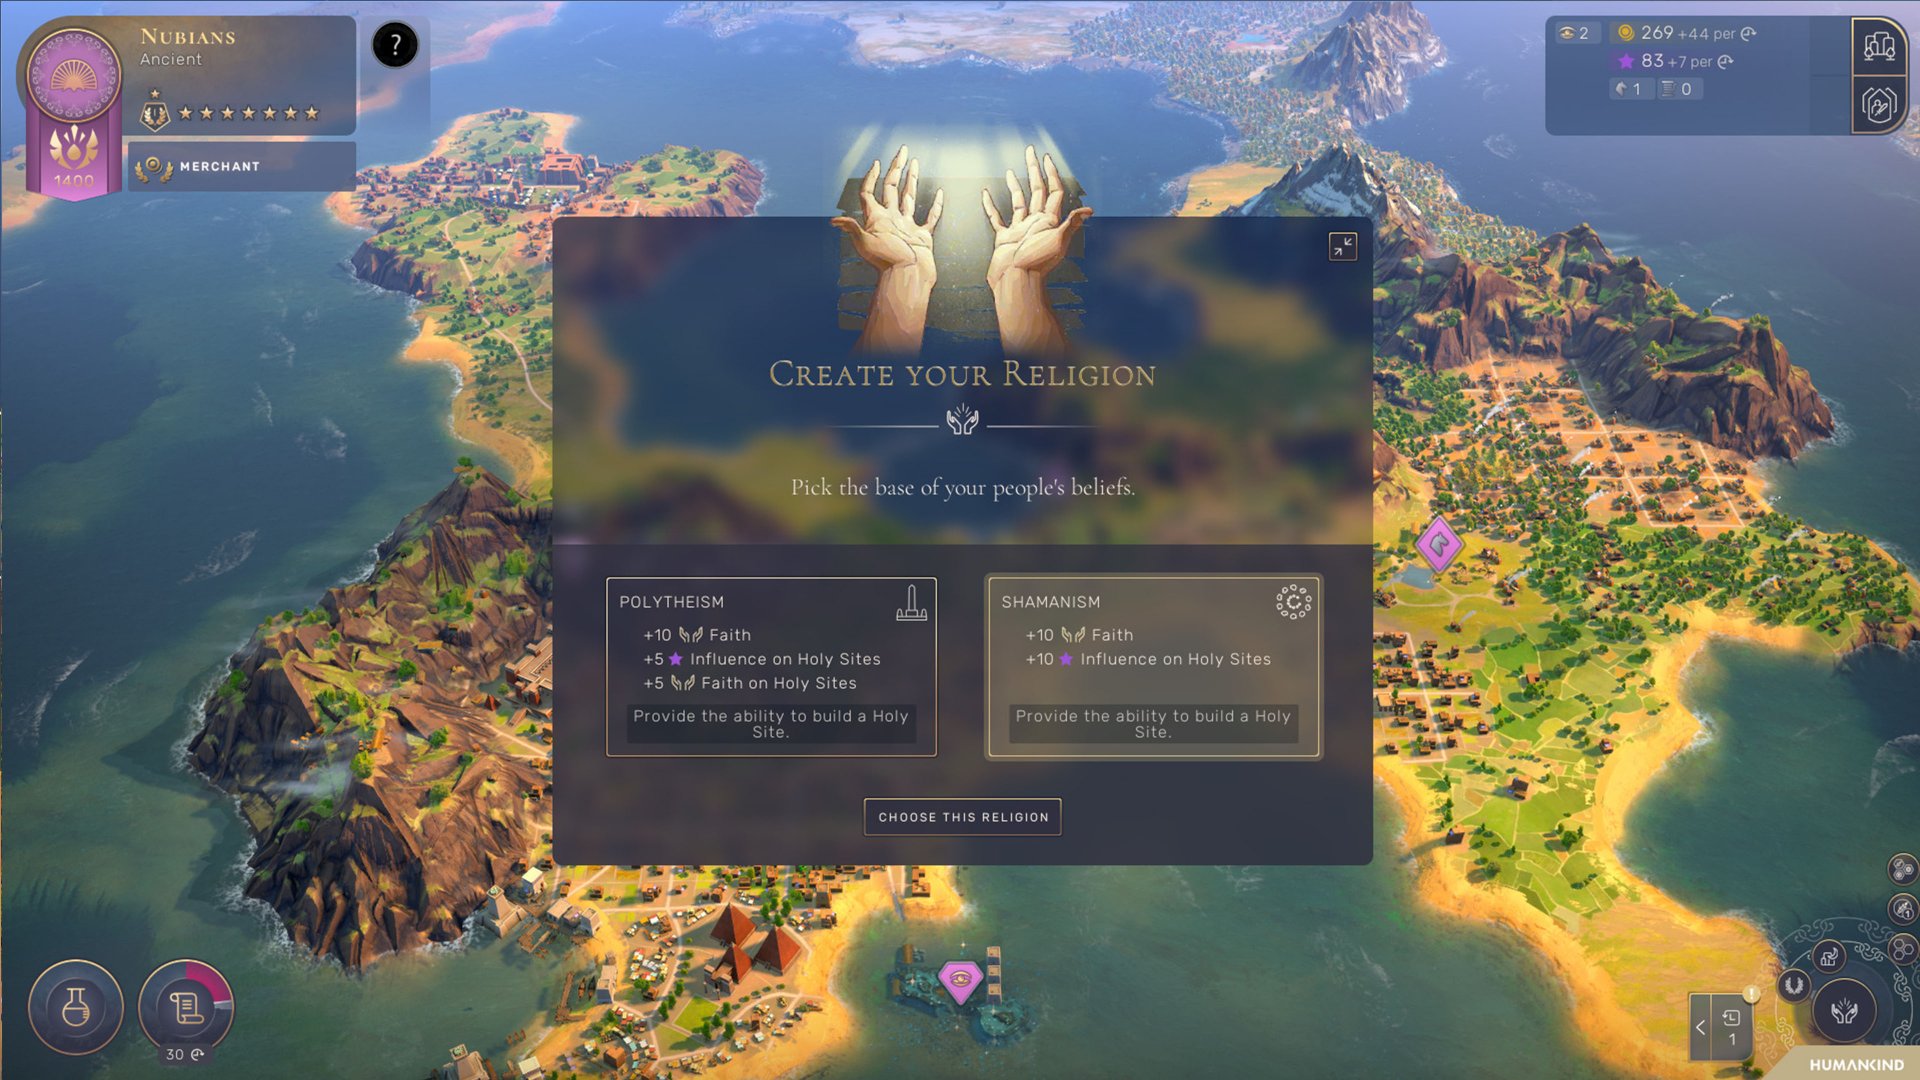 NUBIANS
Ancient
1400
MERCHANT
?
2
269 +44 per
83 +7 per
1
0
CREATE YOUR RELIGION
Pick the base of your people's beliefs.
POLYTHEISM
+10 Faith
+5 Influence on Holy Sites
+5 Faith on Holy Sites
Provide the ability to build a Holy
Site.
SHAMANISM
+10 Faith
+10 Influence on Holy Sites
Provide the ability to build a Holy
Site.
CHOOSE THIS RELIGION
30
!
1
1
HUMANKIND